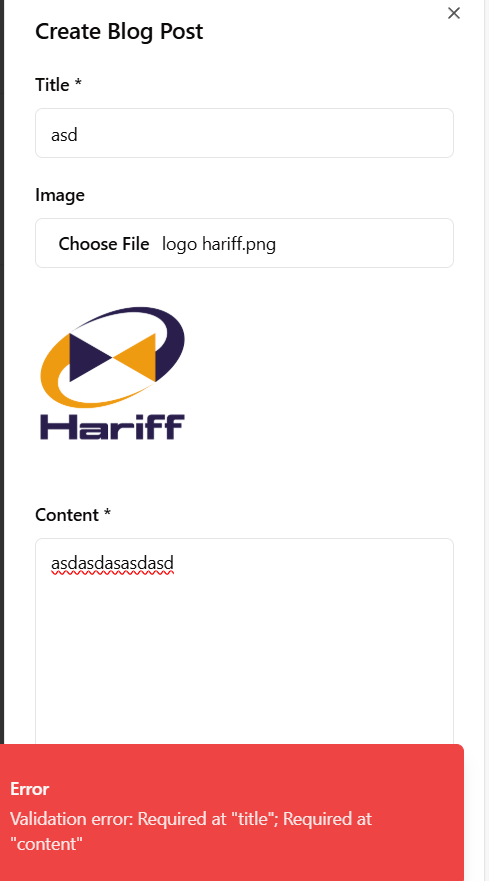 Create Blog Post
Title *
asd
Image
Choose File logo hariff.png
Hariff
Content *
asdasdasasdasd
Error
Validation error: Required at "title"; Required at
"content"